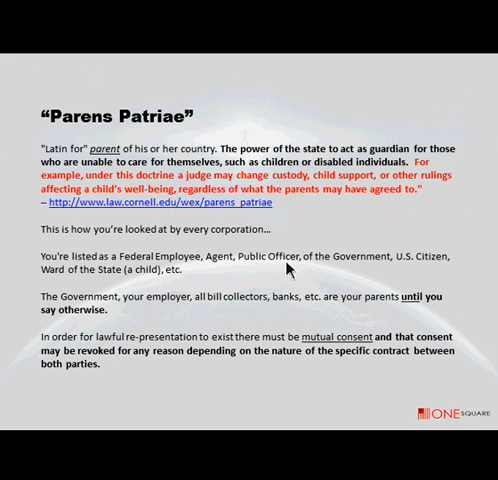 “Parens Patriae”
"Latin for" parent of his or her country. The power of the state to act as guardian for those
who are unable to care for themselves, such as children or disabled individuals. For
example, under this doctrine a judge may change custody, child support, or other rulings
affecting a child's well-being, regardless of what the parents may have agreed to."
– http://www.law.cornell.edu/wex/parens_patriae
This is how you're looked at by every corporation...
You're listed as a Federal Employee, Agent, Public Officer, of the Government, U.S. Citizen,
Ward of the State (a child), etc.
The Government, your employer, all bill collectors, banks, etc. are your parents until you
say otherwise.
In order for lawful re-presentation to exist there must be mutual consent and that consent
may be revoked for any reason depending on the nature of the specific contract between
both parties.
ONE SQUARE